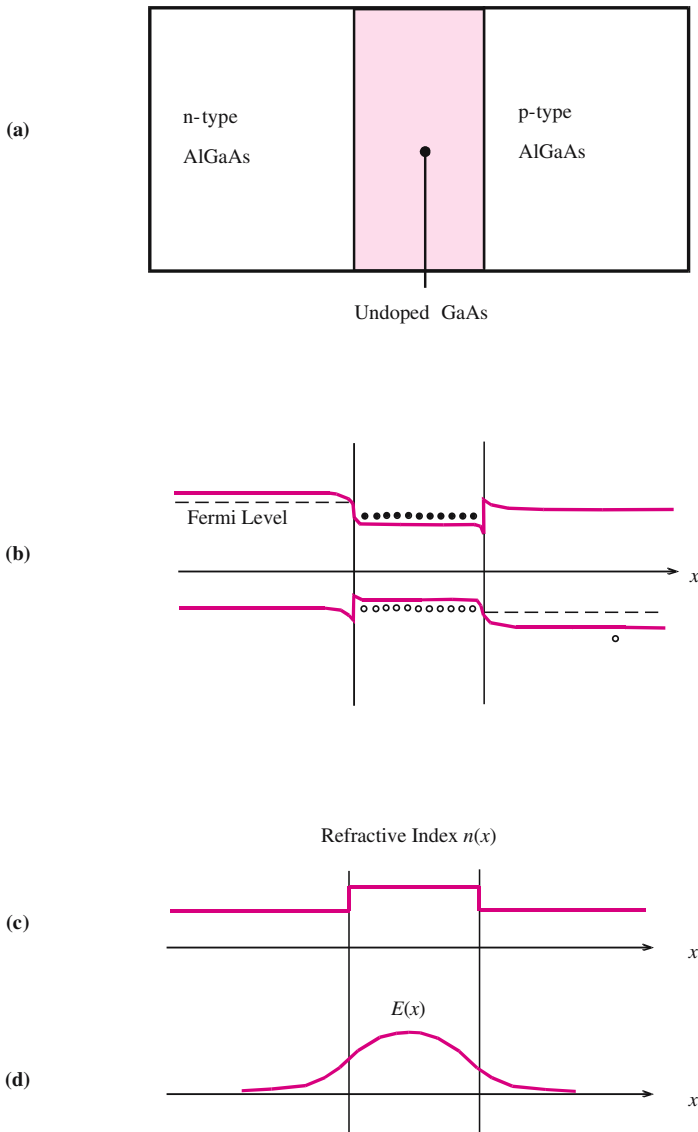 (a)
n-type
AlGaAs
p-type
AlGaAs
Undoped GaAs
(b)
Fermi Level
x
Refractive Index n(x)
(c)
x
E(x)
(d)
x